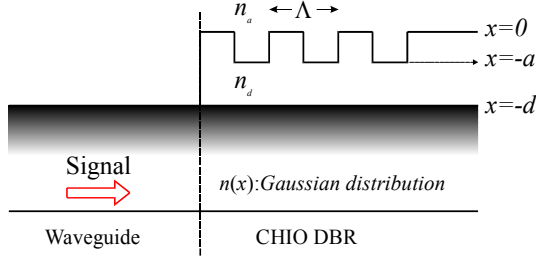 n_a
Λ
x=0
x=-a
n_d
x=-d
Signal
n(x):Gaussian distribution
Waveguide
CHIO DBR